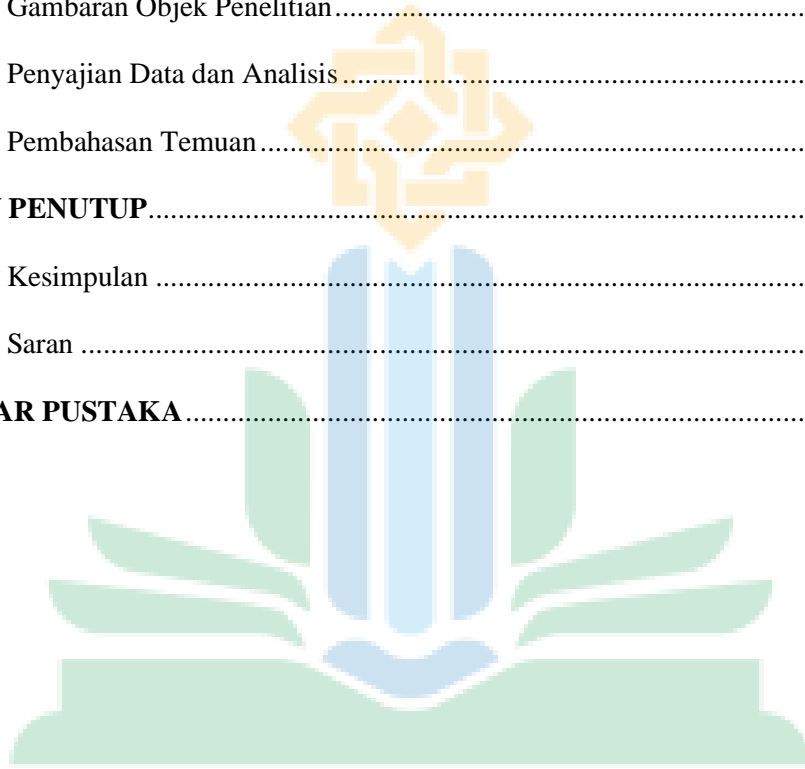 Gambaran Objek Penelitian................................................................
Penyajian Data dan Analisis...............................................................
Pembahasan Temuan..........................................................................
PENUTUP.........................................................................................
Kesimpulan ........................................................................................
Saran ..................................................................................................
AR PUSTAKA...................................................................................